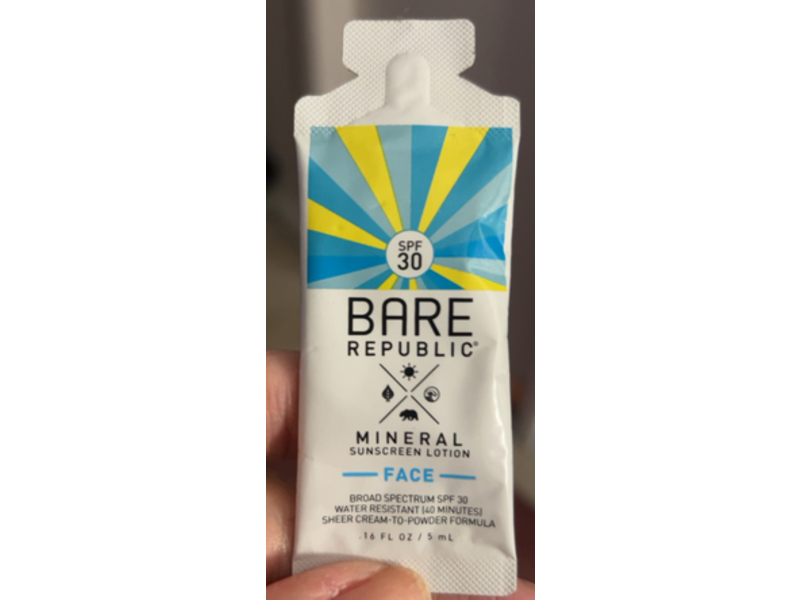 SPF
30
BARE
REPUBLIC®
MINERAL
SUNSCREEN LOTION
FACE
BROAD SPECTRUM SPF 30
WATER RESISTANT (40 MINUTES)
SHEER CREAM-TO-POWDER FORMULA
.16 FL OZ / 5 mL